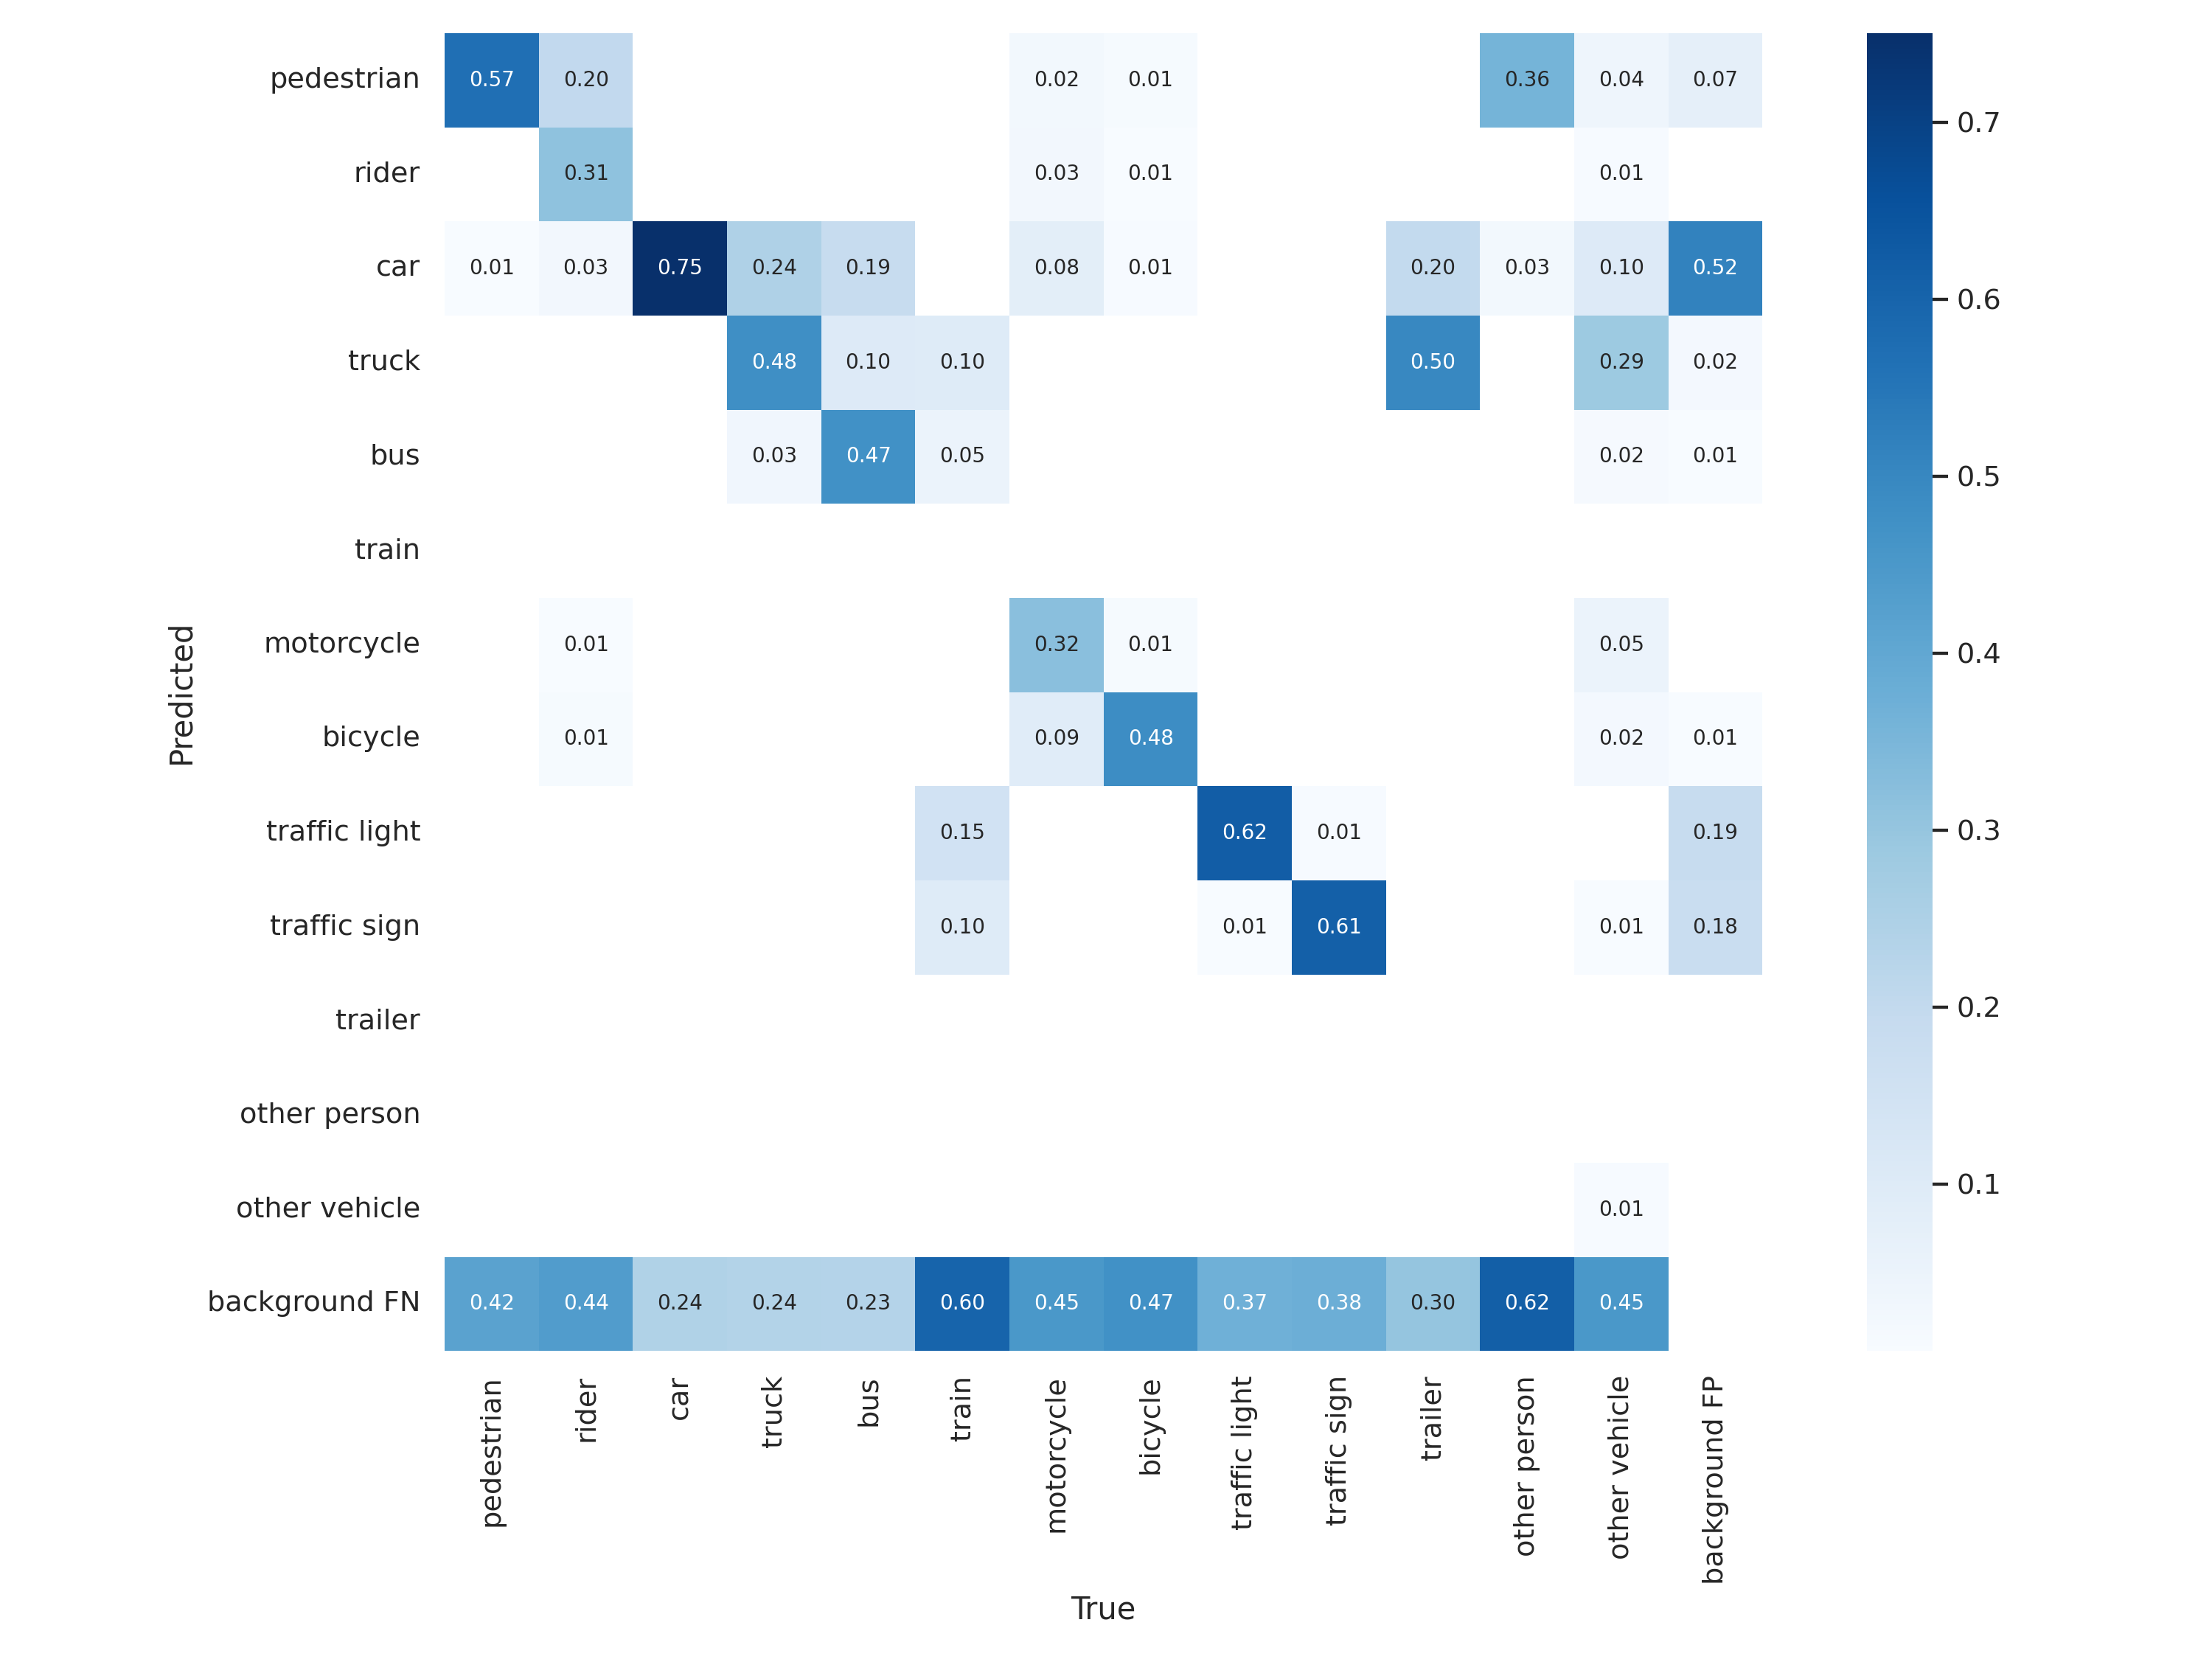 pedestrian 0.57 0.20 0.02 0.01 0.36 0.04 0.07
0.7
rider 0.31 0.03 0.01 0.01
car 0.01 0.03 0.75 0.24 0.19 0.08 0.01 0.20 0.03 0.10 0.52
0.6
truck 0.48 0.10 0.10 0.50 0.29 0.02
bus 0.03 0.47 0.05 0.02 0.01
0.5
train
motorcycle 0.01 0.32 0.01 0.05
0.4
Predicted
bicycle 0.01 0.09 0.48 0.02 0.01
traffic light 0.15 0.62 0.01 0.19
0.3
traffic sign 0.10 0.01 0.61 0.01 0.18
trailer
0.2
other person
other vehicle 0.01
0.1
background FN 0.42 0.44 0.24 0.24 0.23 0.60 0.45 0.47 0.37 0.38 0.30 0.62 0.45
pedestrian
rider
car
truck
bus
train
motorcycle
bicycle
traffic light
traffic sign
trailer
other person
other vehicle
background FP
True